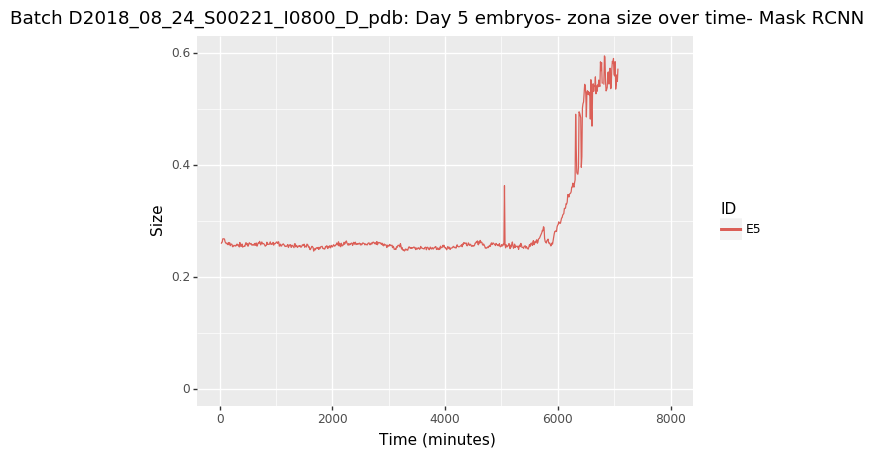 Batch D2018_08_24_S00221_I0800_D_pdb: Day 5 embryos- zona size over time- Mask RCNN
0.6
0.4
0.2
0
Size
0
2000
4000
6000
8000
Time (minutes)
ID
E5